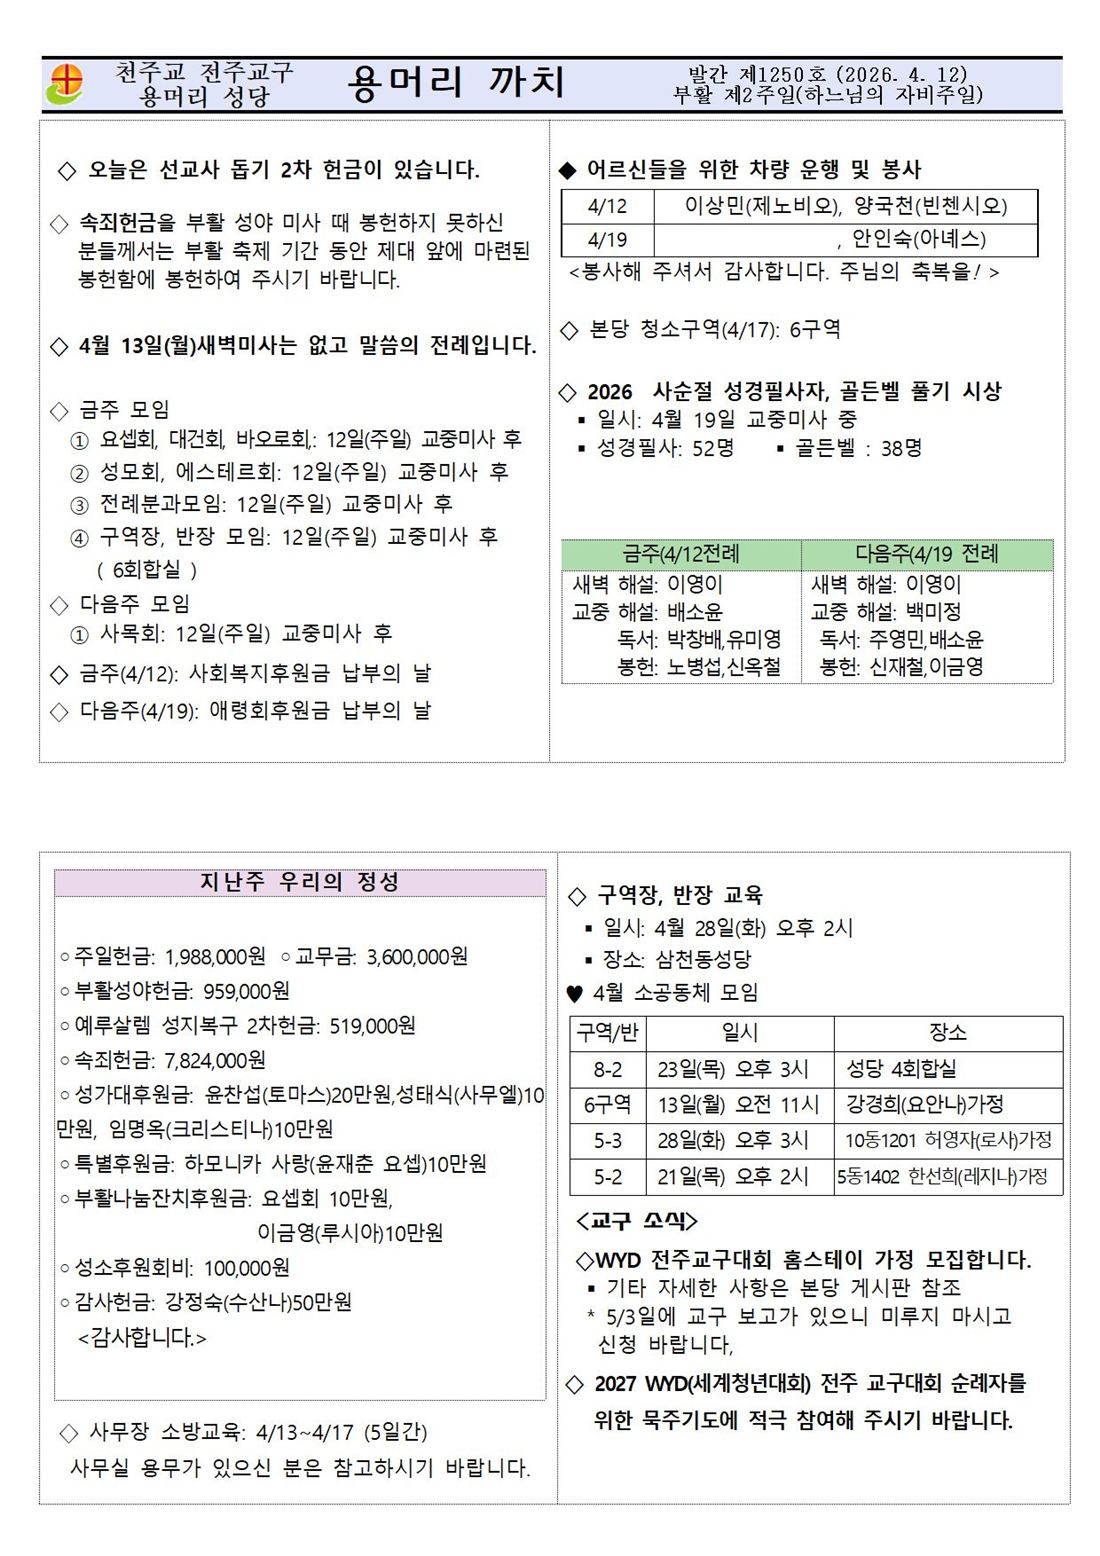 천주교 전주교구
용머리 성당
용머리 까치
발간 제1250호 (2026. 4. 12)
부활 제2주일(하느님의 자비주일)
◇ 오늘은 선교사 돕기 2차 헌금이 있습니다.
◇ 속죄헌금을 부활 성야 미사 때 봉헌하지 못하신
분들께서는 부활 축제 기간 동안 제대 앞에 마련된
봉헌함에 봉헌하여 주시기 바랍니다.
◇ 4월 13일(월)새벽미사는 없고 말씀의 전례입니다.
◇ 금주 모임
① 요셉회, 대건회, 바오로회,: 12일(주일) 교중미사 후
② 성모회, 에스테르회: 12일(주일) 교중미사 후
③ 전례분과모임: 12일(주일) 교중미사 후
④ 구역장, 반장 모임: 12일(주일) 교중미사 후
( 6회합실 )
◇ 다음주 모임
① 사목회: 12일(주일) 교중미사 후
◇ 금주(4/12): 사회복지후원금 납부의 날
◇ 다음주(4/19): 애령회후원금 납부의 날
◆ 어르신들을 위한 차량 운행 및 봉사
4/12 이상민(제노비오), 양국천(빈첸시오)
4/19 , 안인숙(아네스)
<봉사해 주셔서 감사합니다. 주님의 축복을! >
◇ 본당 청소구역(4/17): 6구역
◇ 2026 사순절 성경필사자, 골든벨 풀기 시상
▪ 일시: 4월 19일 교중미사 중
▪ 성경필사: 52명 ▪ 골든벨 : 38명
금주(4/12전례 다음주(4/19 전례
새벽 해설: 이영이 새벽 해설: 이영이
교중 해설: 배소윤 교중 해설: 백미정
독서: 박창배,유미영 독서: 주영민,배소윤
봉헌: 노병섭,신옥철 봉헌: 신재철,이금영
지난주 우리의 정성
○주일헌금: 1,988,000원 ○교무금: 3,600,000원
○부활성야헌금: 959,000원
○예루살렘 성지복구 2차헌금: 519,000원
○속죄헌금: 7,824,000원
○성가대후원금: 윤찬섭(토마스)20만원,성태식(사무엘)10
만원, 임명옥(크리스티나)10만원
○특별후원금: 하모니카 사랑(윤재춘 요셉)10만원
○부활나눔잔치후원금: 요셉회 10만원,
이금영(루시아)10만원
○성소후원회비: 100,000원
○감사헌금: 강정숙(수산나)50만원
<감사합니다.>
◇ 사무장 소방교육: 4/13~4/17 (5일간)
사무실 용무가 있으신 분은 참고하시기 바랍니다.
◇ 구역장, 반장 교육
▪ 일시: 4월 28일(화) 오후 2시
▪ 장소: 삼천동성당
♥ 4월 소공동체 모임
구역/반 일시 장소
8-2 23일(목) 오후 3시 성당 4회합실
6구역 13일(월) 오전 11시 강경희(요안나)가정
5-3 28일(화) 오후 3시 10동1201 허영자(로사)가정
5-2 21일(목) 오후 2시 5동1402 한선희(레지나)가정
<교구 소식>
◇WYD 전주교구대회 홈스테이 가정 모집합니다.
▪ 기타 자세한 사항은 본당 게시판 참조
* 5/3일에 교구 보고가 있으니 미루지 마시고
신청 바랍니다,
◇ 2027 WYD(세계청년대회) 전주 교구대회 순례자를
위한 묵주기도에 적극 참여해 주시기 바랍니다.